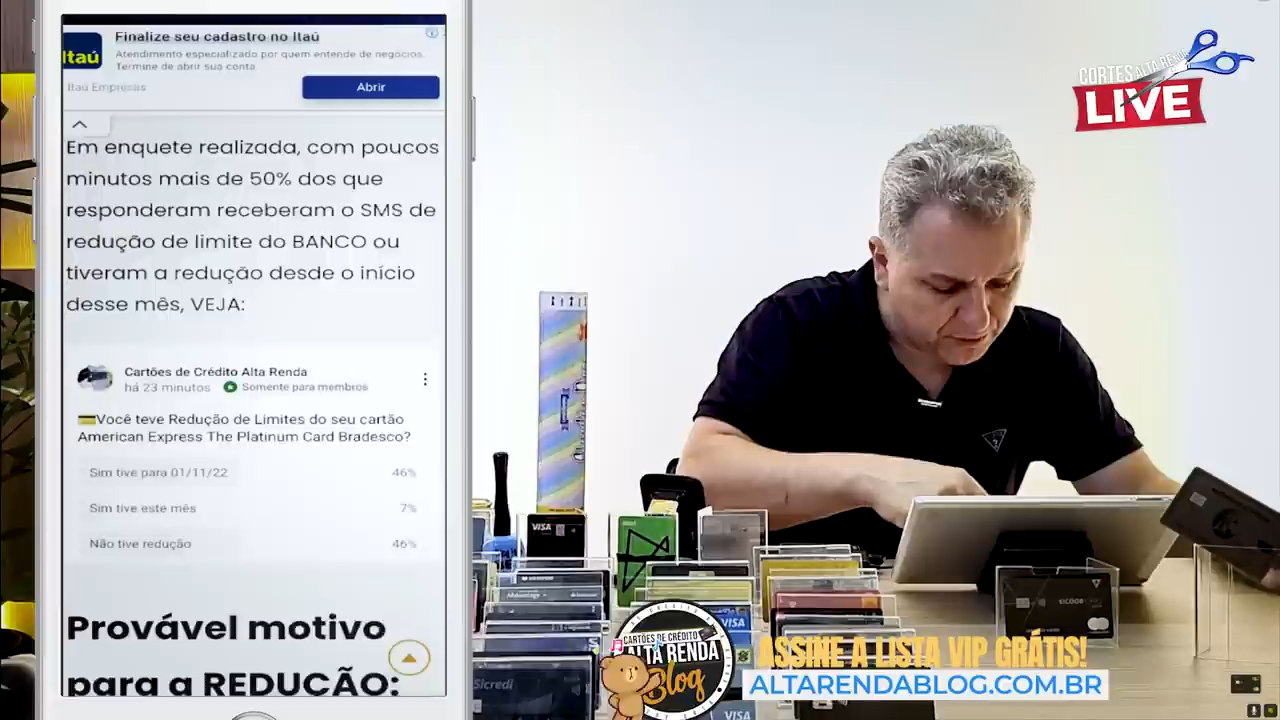 Itaú
Finalize seu cadastro no Itaú
Atendimento especializado por quem entende de negócios.
Termine de abrir sua conta.
Itaú Empresas
Abrir
Em enquete realizada, com poucos
minutos mais de 50% dos que
responderam receberam o SMS de
redução de limite do BANCO ou
tiveram a redução desde o início
desse mês, VEJA:
Cartões de Crédito Alta Renda
há 23 minutos Somente para membros
Você teve Redução de Limites do seu cartão
American Express The Platinum Card Bradesco?
Sim tive para 01/11/22 46%
Sim tive este mês 7%
Não tive redução 46%
Provável motivo
para a REDUÇÃO:
CORTES ALTA RENDA
LIVE
VISA
VISA
Sicredi
VISA
CARTÕES DE CRÉDITO
ALTA RENDA
Blog
ASSINE A LISTA VIP GRÁTIS!
ALTARENDABLOG.COM.BR